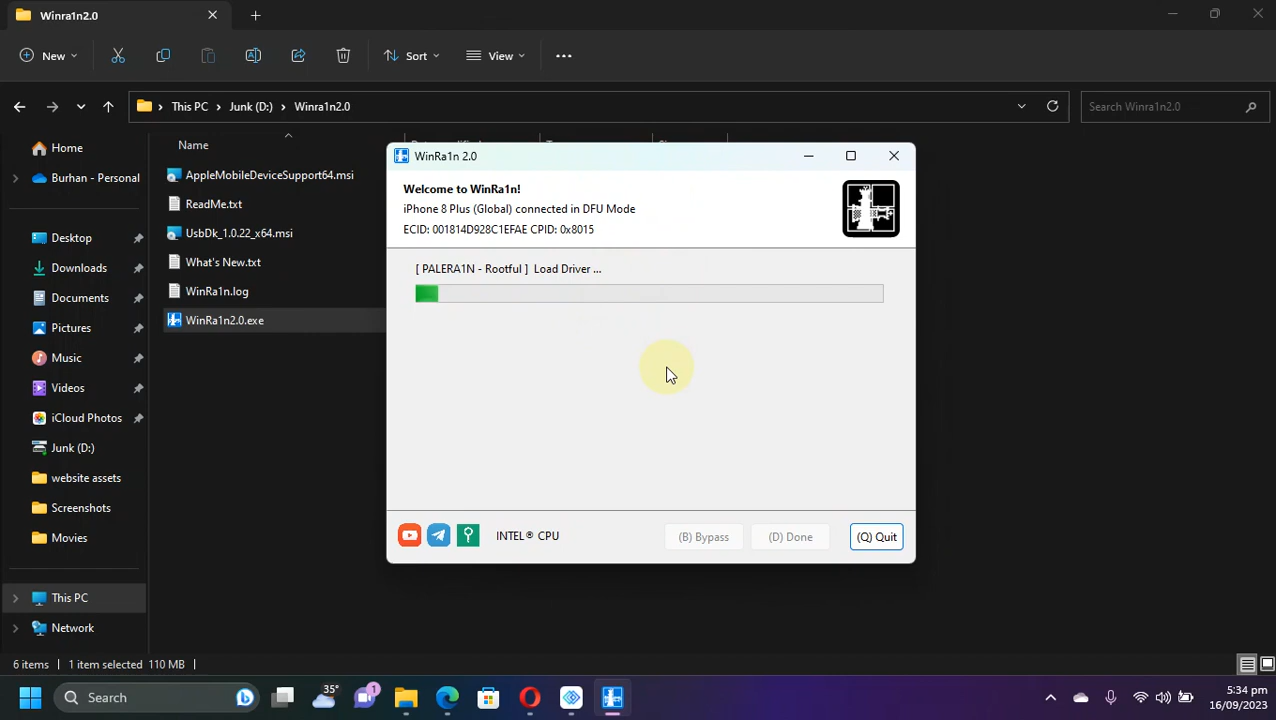 Winra1n2.0
New
Sort
View
This PC
Junk (D:)
Winra1n2.0
Search Winra1n2.0
Home
Burhan - Personal
Desktop
Downloads
Documents
Pictures
Music
Videos
iCloud Photos
Junk (D:)
website assets
Screenshots
Movies
This PC
Network
Name
AppleMobileDeviceSupport64.msi
ReadMe.txt
UsbDk_1.0.22_x64.msi
What's New.txt
WinRa1n.log
WinRa1n2.0.exe
WinRa1n 2.0
Welcome to WinRa1n!
iPhone 8 Plus (Global) connected in DFU Mode
ECID: 001814D928C1EFAE CPID: 0x8015
[ PALERA1N - Rootful ] Load Driver ...
INTEL® CPU
(B) Bypass
(D) Done
(Q) Quit
6 items
1 item selected 110 MB
Search
35°
1
5:34 pm
16/09/2023